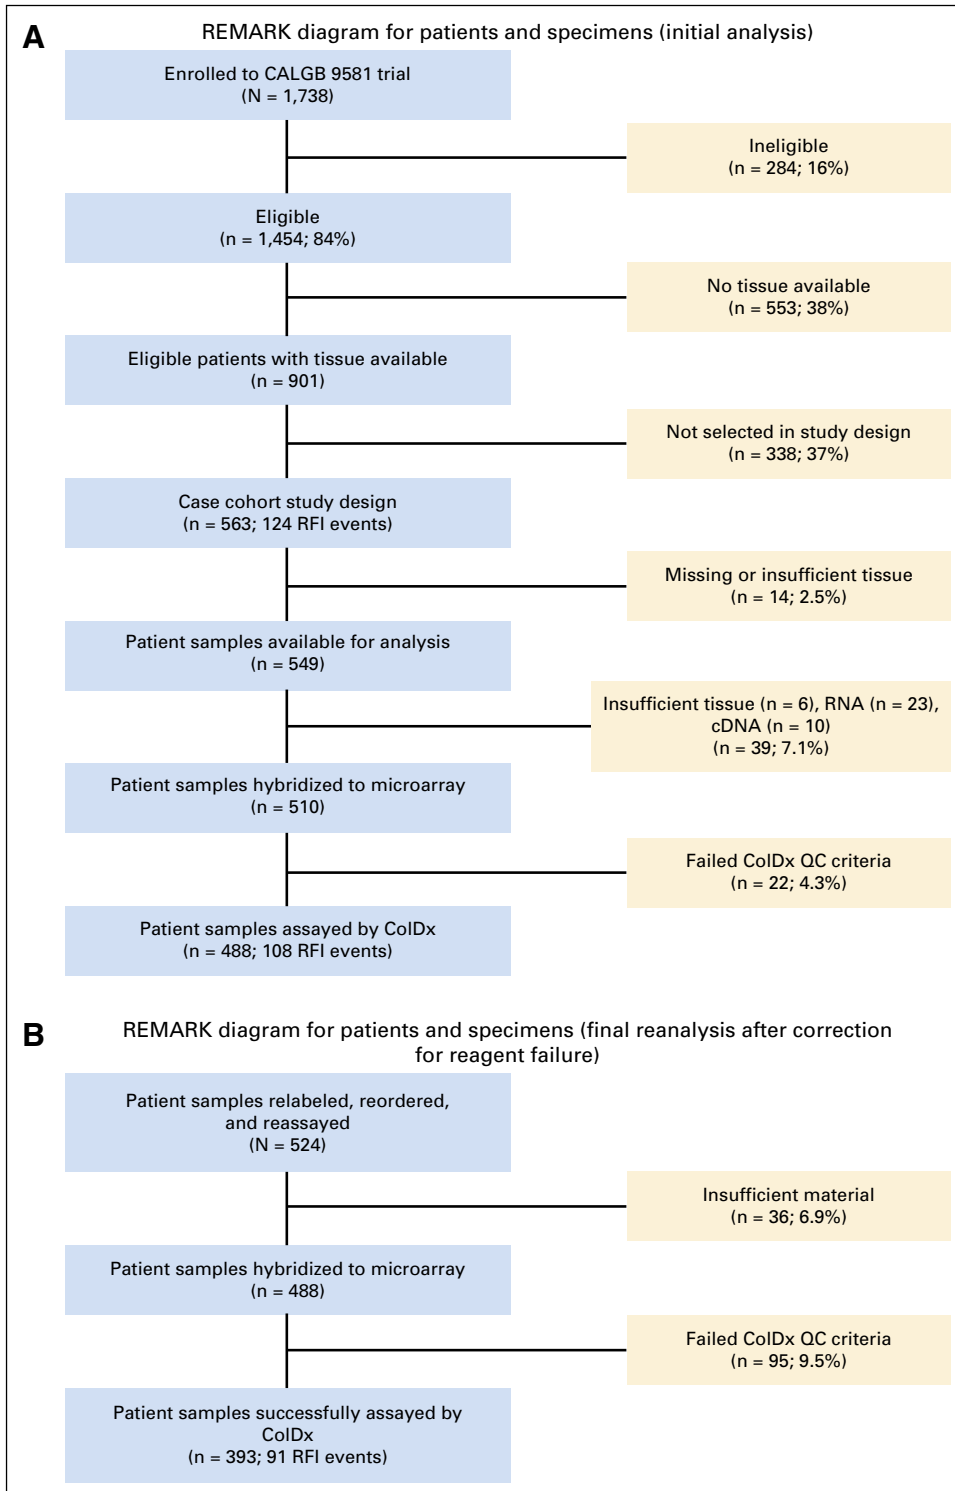 A
REMARK diagram for patients and specimens (initial analysis)
Enrolled to CALGB 9581 trial
(N = 1,738)
Ineligible
(n = 284; 16%)
Eligible
(n = 1,454; 84%)
No tissue available
(n = 553; 38%)
Eligible patients with tissue available
(n = 901)
Not selected in study design
(n = 338; 37%)
Case cohort study design
(n = 563; 124 RFI events)
Missing or insufficient tissue
(n = 14; 2.5%)
Patient samples available for analysis
(n = 549)
Insufficient tissue (n = 6), RNA (n = 23),
cDNA (n = 10)
(n = 39; 7.1%)
Patient samples hybridized to microarray
(n = 510)
Failed ColDx QC criteria
(n = 22; 4.3%)
Patient samples assayed by ColDx
(n = 488; 108 RFI events)
B
REMARK diagram for patients and specimens (final reanalysis after correction
for reagent failure)
Patient samples relabeled, reordered,
and reassayed
(N = 524)
Insufficient material
(n = 36; 6.9%)
Patient samples hybridized to microarray
(n = 488)
Failed ColDx QC criteria
(n = 95; 9.5%)
Patient samples successfully assayed by
ColDx
(n = 393; 91 RFI events)